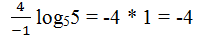 4/-1 log₅5 = -4 * 1 = -4